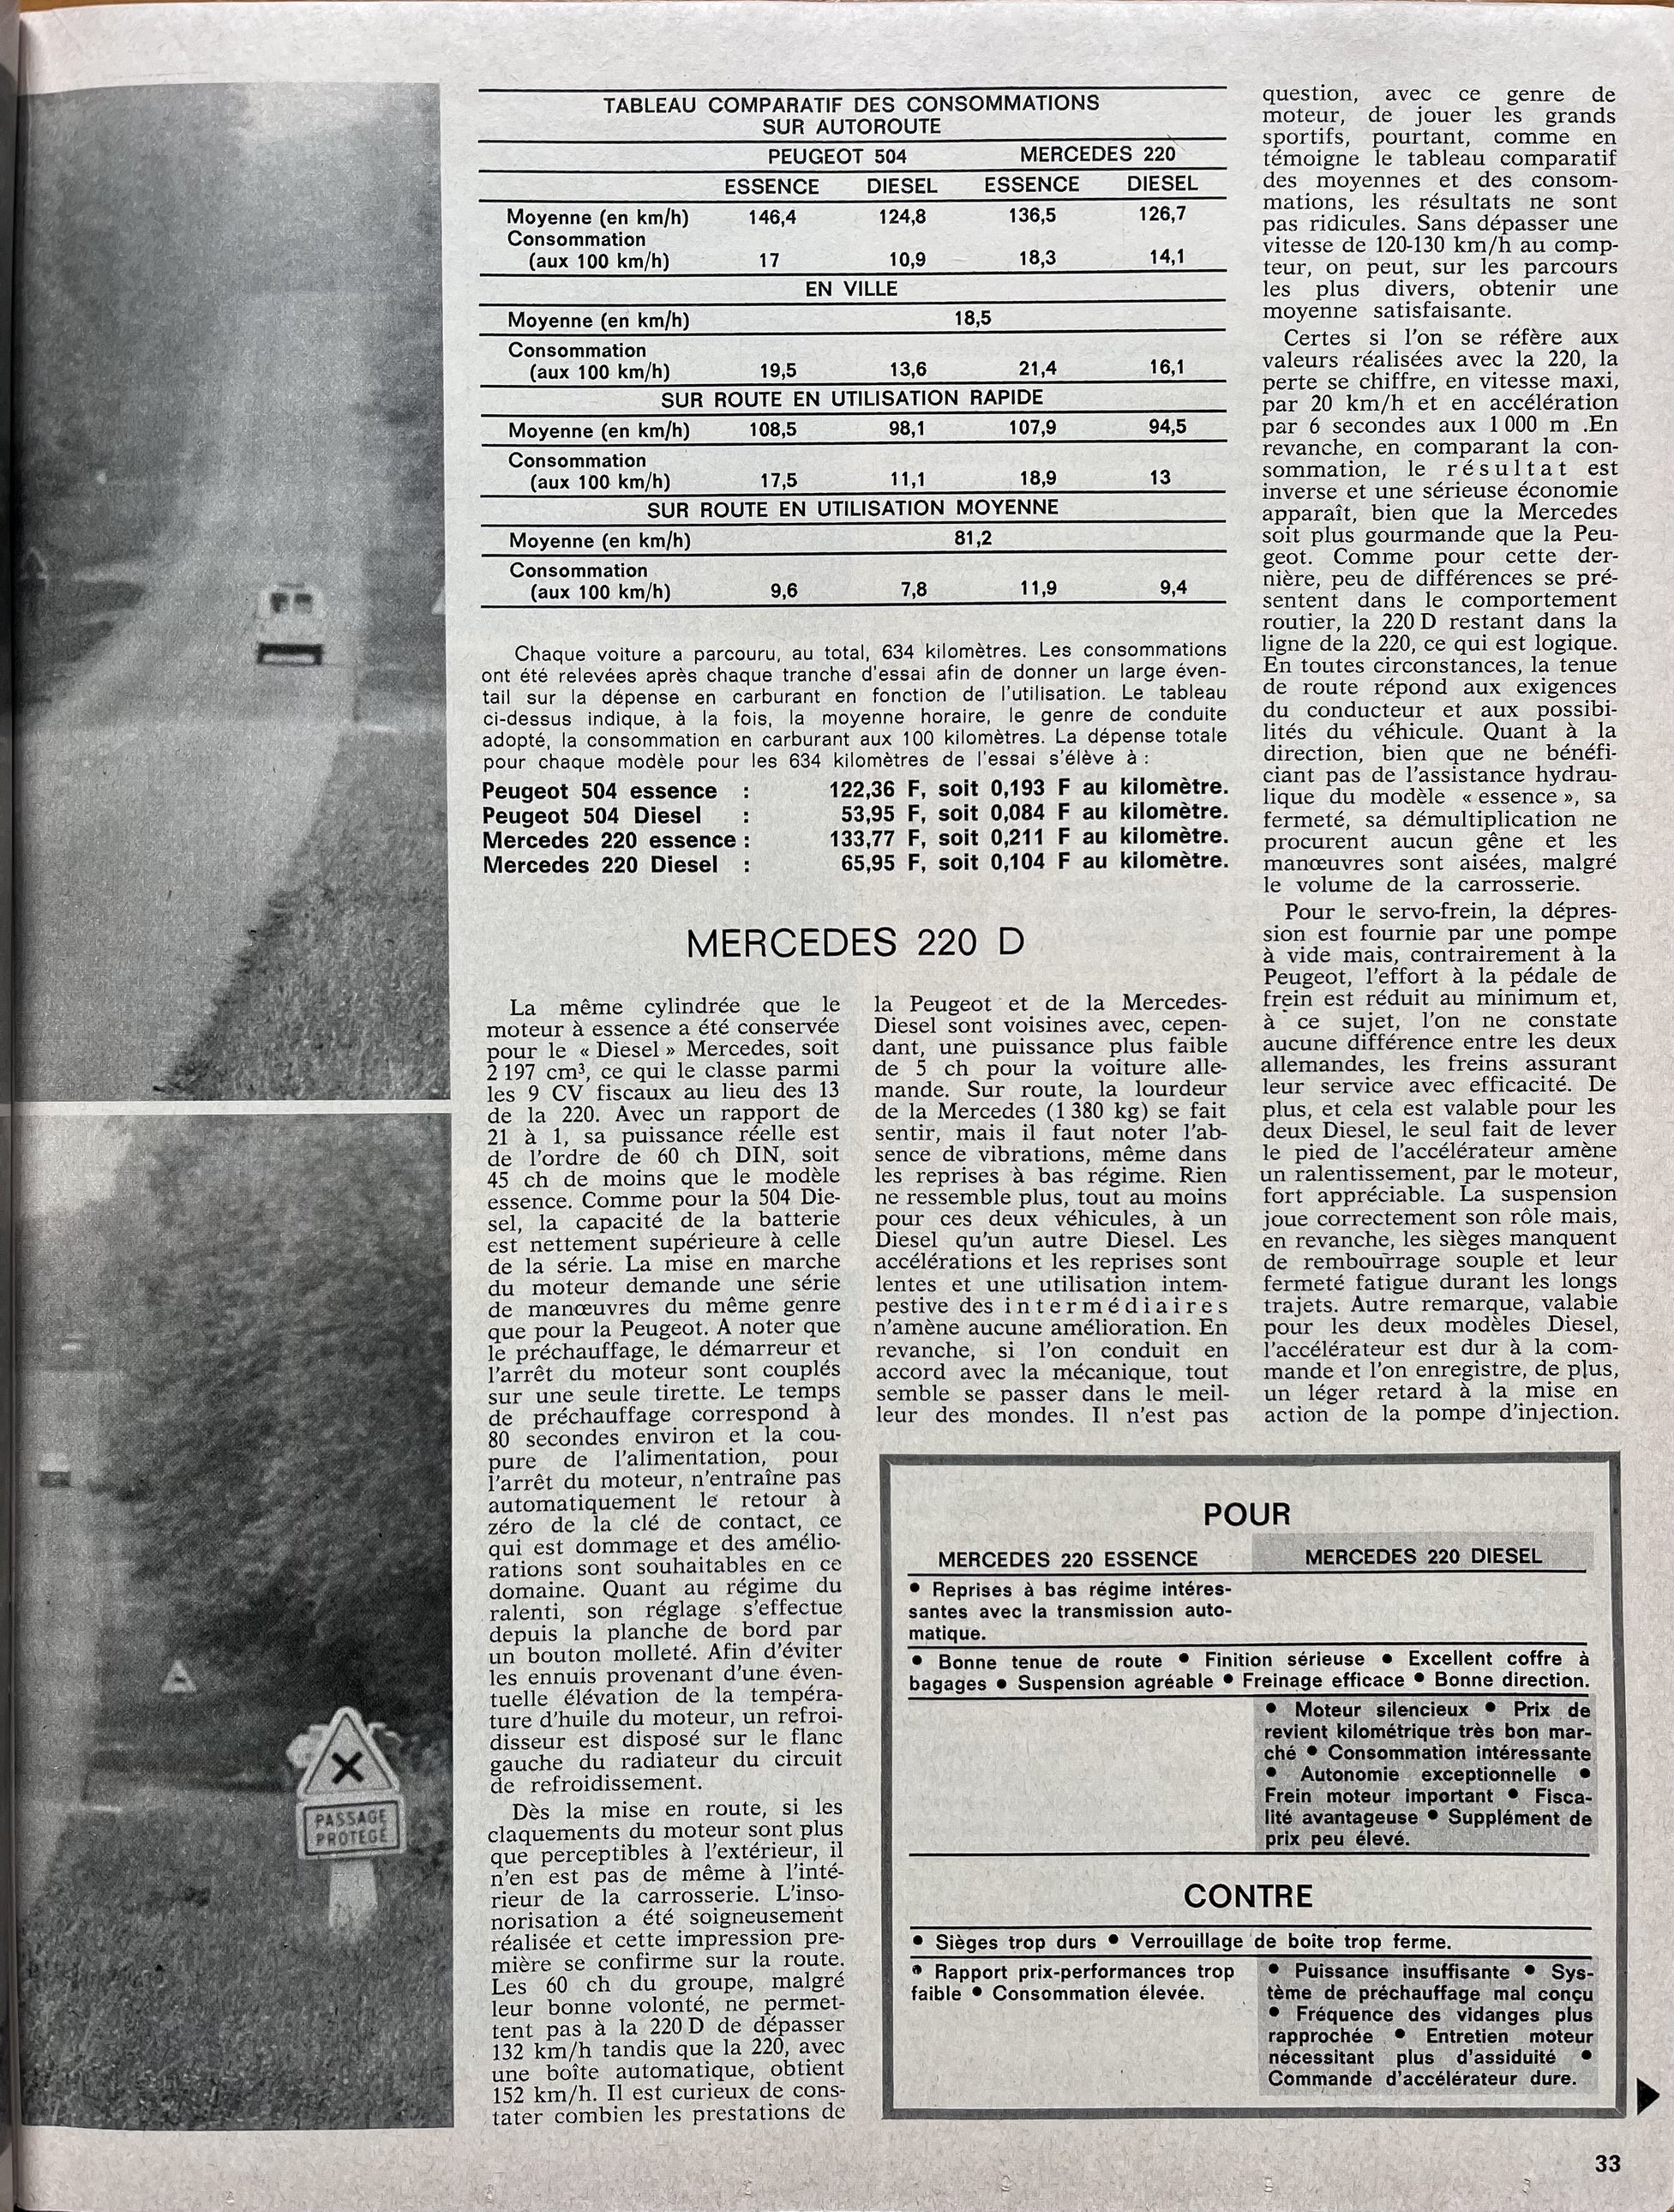 TABLEAU COMPARATIF DES CONSOMMATIONS
SUR AUTOROUTE
PEUGEOT 504 MERCEDES 220
ESSENCE DIESEL ESSENCE DIESEL
Moyenne (en km/h) 146,4 124,8 136,5 126,7
Consommation
(aux 100 km/h) 17 10,9 18,3 14,1
EN VILLE
Moyenne (en km/h) 18,5
Consommation
(aux 100 km/h) 19,5 13,6 21,4 16,1
SUR ROUTE EN UTILISATION RAPIDE
Moyenne (en km/h) 108,5 98,1 107,9 94,5
Consommation
(aux 100 km/h) 17,5 11,1 18,9 13
SUR ROUTE EN UTILISATION MOYENNE
Moyenne (en km/h) 81,2
Consommation
(aux 100 km/h) 9,6 7,8 11,9 9,4
Chaque voiture a parcouru, au total, 634 kilomètres. Les consommations
ont été relevées après chaque tranche d'essai afin de donner un large éven-
tail sur la dépense en carburant en fonction de l'utilisation. Le tableau
ci-dessus indique, à la fois, la moyenne horaire, le genre de conduite
adopté, la consommation en carburant aux 100 kilomètres. La dépense totale
pour chaque modèle pour les 634 kilomètres de l'essai s'élève à :
Peugeot 504 essence : 122,36 F, soit 0,193 F au kilomètre.
Peugeot 504 Diesel : 53,95 F, soit 0,084 F au kilomètre.
Mercedes 220 essence : 133,77 F, soit 0,211 F au kilomètre.
Mercedes 220 Diesel : 65,95 F, soit 0,104 F au kilomètre.
MERCEDES 220 D
La même cylindrée que le
moteur à essence a été conservée
pour le « Diesel » Mercedes, soit
2 197 cm³, ce qui le classe parmi
les 9 CV fiscaux au lieu des 13
de la 220. Avec un rapport de
21 à 1, sa puissance réelle est
de l'ordre de 60 ch DIN, soit
45 ch de moins que le modèle
essence. Comme pour la 504 Die-
sel, la capacité de la batterie
est nettement supérieure à celle
de la série. La mise en marche
du moteur demande une série
de manœuvres du même genre
que pour la Peugeot. A noter que
le préchauffage, le démarreur et
l'arrêt du moteur sont couplés
sur une seule tirette. Le temps
de préchauffage correspond à
80 secondes environ et la cou-
pure de l'alimentation, pour
l'arrêt du moteur, n'entraîne pas
automatiquement le retour à
zéro de la clé de contact, ce
qui est dommage et des amélio-
rations sont souhaitables en ce
domaine. Quant au régime du
ralenti, son réglage s'effectue
depuis la planche de bord par
un bouton molleté. Afin d'éviter
les ennuis provenant d'une éven-
tuelle élévation de la tempéra-
ture d'huile du moteur, un refroi-
disseur est disposé sur le flanc
gauche du radiateur du circuit
de refroidissement.
Dès la mise en route, si les
claquements du moteur sont plus
que perceptibles à l'extérieur, il
n'en est pas de même à l'inté-
rieur de la carrosserie. L'inso-
norisation a été soigneusement
réalisée et cette impression pre-
mière se confirme sur la route.
Les 60 ch du groupe, malgré
leur bonne volonté, ne permet-
tent pas à la 220 D de dépasser
132 km/h tandis que la 220, avec
une boîte automatique, obtient
152 km/h. Il est curieux de cons-
tater combien les prestations de
la Peugeot et de la Mercedes-
Diesel sont voisines avec, cepen-
dant, une puissance plus faible
de 5 ch pour la voiture alle-
mande. Sur route, la lourdeur
de la Mercedes (1 380 kg) se fait
sentir, mais il faut noter l'ab-
sence de vibrations, même dans
les reprises à bas régime. Rien
ne ressemble plus, tout au moins
pour ces deux véhicules, à un
Diesel qu'un autre Diesel. Les
accélérations et les reprises sont
lentes et une utilisation intem-
pestive des intermédiaires
n'amène aucune amélioration. En
revanche, si l'on conduit en
accord avec la mécanique, tout
semble se passer dans le meil-
leur des mondes. Il n'est pas
question, avec ce genre de
moteur, de jouer les grands
sportifs, pourtant, comme en
témoigne le tableau comparatif
des moyennes et des consom-
mations, les résultats ne sont
pas ridicules. Sans dépasser une
vitesse de 120-130 km/h au comp-
teur, on peut, sur les parcours
les plus divers, obtenir une
moyenne satisfaisante.
Certes si l'on se réfère aux
valeurs réalisées avec la 220, la
perte se chiffre, en vitesse maxi,
par 20 km/h et en accélération
par 6 secondes aux 1 000 m .En
revanche, en comparant la con-
sommation, le résultat est
inverse et une sérieuse économie
apparaît, bien que la Mercedes
soit plus gourmande que la Peu-
geot. Comme pour cette der-
nière, peu de différences se pré-
sentent dans le comportement
routier, la 220 D restant dans la
ligne de la 220, ce qui est logique.
En toutes circonstances, la tenue
de route répond aux exigences
du conducteur et aux possibi-
lités du véhicule. Quant à la
direction, bien que ne bénéfi-
ciant pas de l'assistance hydrau-
lique du modèle « essence », sa
fermeté, sa démultiplication ne
procurent aucun gêne et les
manœuvres sont aisées, malgré
le volume de la carrosserie.
Pour le servo-frein, la dépres-
sion est fournie par une pompe
à vide mais, contrairement à la
Peugeot, l'effort à la pédale de
frein est réduit au minimum et,
à ce sujet, l'on ne constate
aucune différence entre les deux
allemandes, les freins assurant
leur service avec efficacité. De
plus, et cela est valable pour les
deux Diesel, le seul fait de lever
le pied de l'accélérateur amène
un ralentissement, par le moteur,
fort appréciable. La suspension
joue correctement son rôle mais,
en revanche, les sièges manquent
de rembourrage souple et leur
fermeté fatigue durant les longs
trajets. Autre remarque, valabie
pour les deux modèles Diesel,
l'accélérateur est dur à la com-
mande et l'on enregistre, de plus,
un léger retard à la mise en
action de la pompe d'injection.
POUR
MERCEDES 220 ESSENCE MERCEDES 220 DIESEL
• Reprises à bas régime intéres-
santes avec la transmission auto-
matique.
• Bonne tenue de route • Finition sérieuse • Excellent coffre à
bagages • Suspension agréable • Freinage efficace • Bonne direction.
• Moteur silencieux • Prix de
revient kilométrique très bon mar-
ché • Consommation intéressante
• Autonomie exceptionnelle •
Frein moteur important • Fisca-
lité avantageuse • Supplément de
prix peu élevé.
CONTRE
• Sièges trop durs • Verrouillage de boîte trop ferme.
• Rapport prix-performances trop
faible • Consommation élevée.
• Puissance insuffisante • Sys-
tème de préchauffage mal conçu
• Fréquence des vidanges plus
rapprochée • Entretien moteur
nécessitant plus d'assiduité •
Commande d'accélérateur dure.
PASSAGE
PROTÉGÉ
33